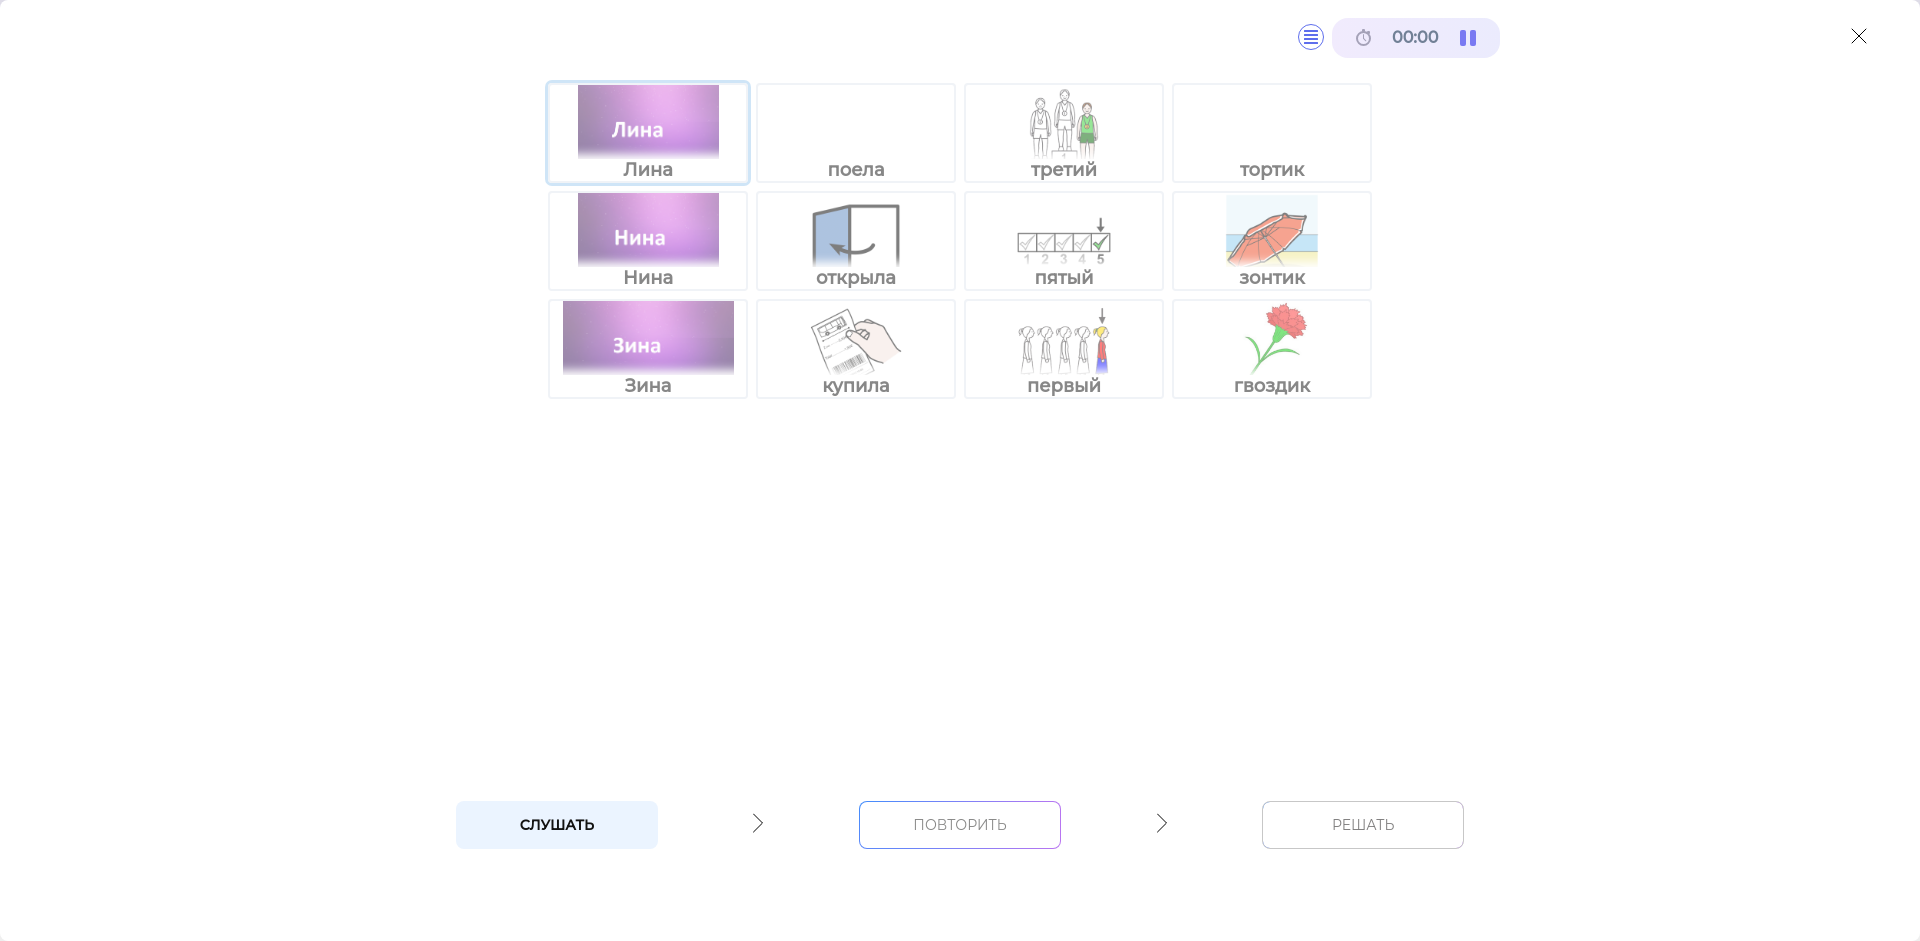 00:00
Лина
Лина
поела
третий
тортик
Нина
Нина
открыла
1 2 3 4 5
пятый
зонтик
Зина
Зина
купила
первый
гвоздик
СЛУШАТЬ
ПОВТОРИТЬ
РЕШАТЬ